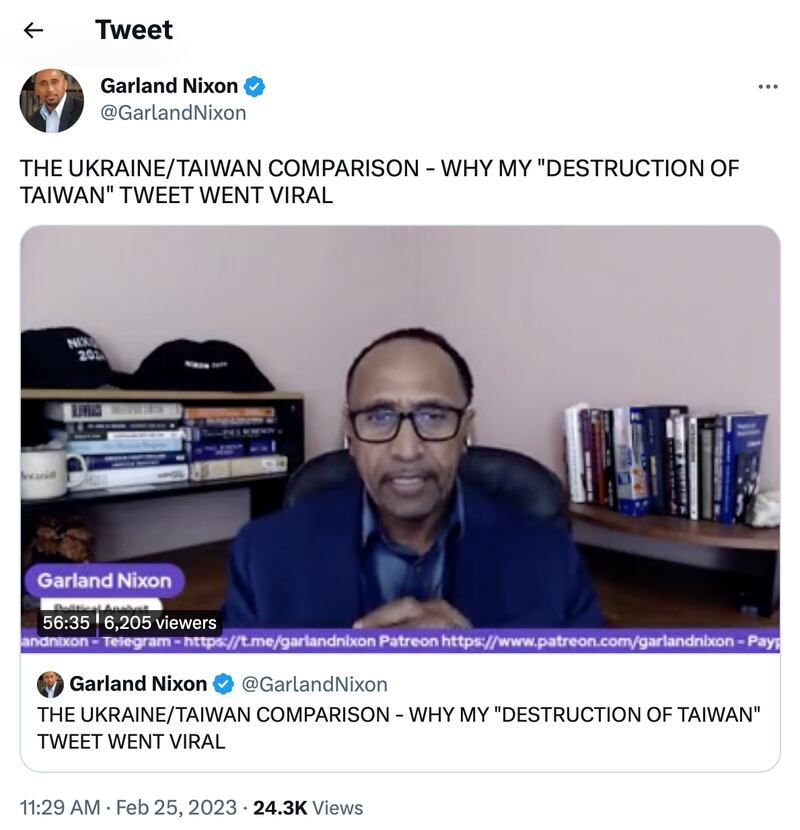 Tweet
Garland Nixon
@GarlandNixon
THE UKRAINE/TAIWAN COMPARISON - WHY MY "DESTRUCTION OF
TAIWAN" TWEET WENT VIRAL
Garland Nixon
Political Analyst
56:35 6,205 viewers
andnixon - Telegram - https://t.me/garlandnixon Patreon https://www.patreon.com/garlandnixon - Payp
Garland Nixon @GarlandNixon
THE UKRAINE/TAIWAN COMPARISON - WHY MY "DESTRUCTION OF TAIWAN"
TWEET WENT VIRAL
11:29 AM · Feb 25, 2023 · 24.3K Views